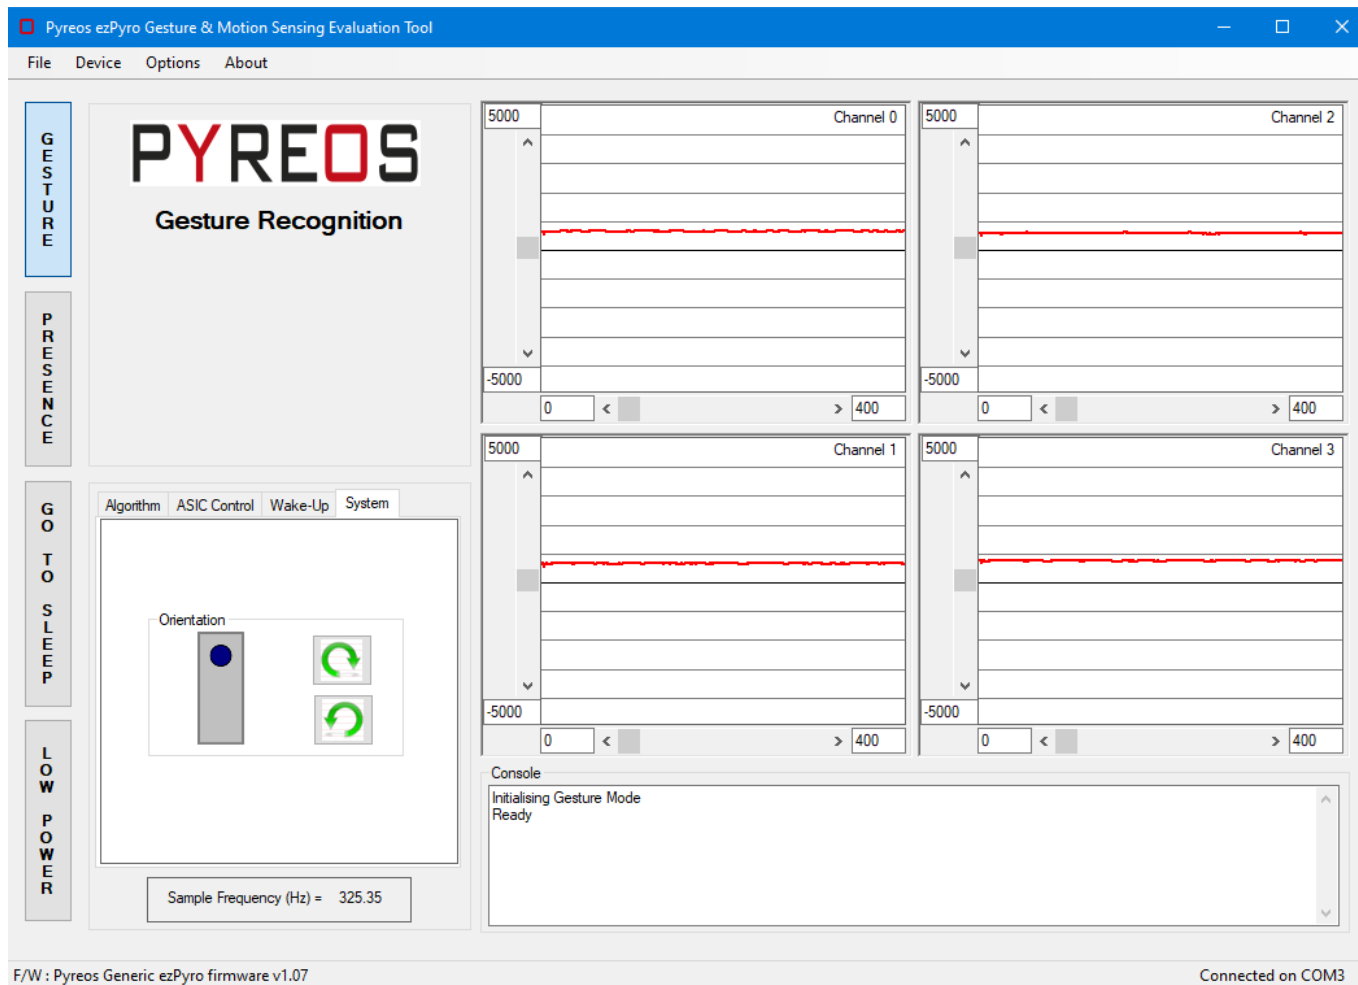 Pyreos ezPyro Gesture & Motion Sensing Evaluation Tool
File Device Options About
GESTURE
PRESENCE
GO TO SLEEP
LOW POWER
PYREOS
Gesture Recognition
Algorithm ASIC Control Wake-Up System
Orientation
Sample Frequency (Hz) = 325.35
5000
Channel 0
-5000
0 < > 400
5000
Channel 2
-5000
0 < > 400
5000
Channel 1
-5000
0 < > 400
5000
Channel 3
-5000
0 < > 400
Console
Initialising Gesture Mode
Ready
F/W : Pyreos Generic ezPyro firmware v1.07
Connected on COM3